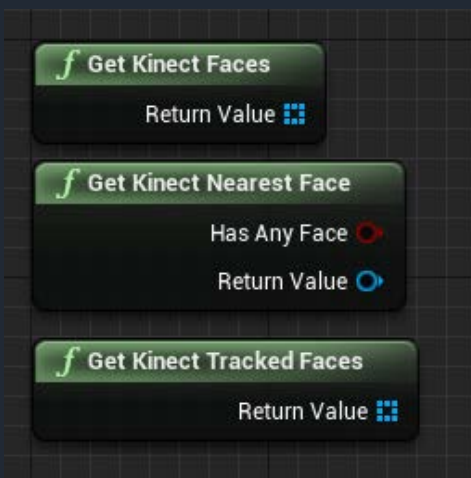 f Get Kinect Faces
Return Value
f Get Kinect Nearest Face
Has Any Face
Return Value
f Get Kinect Tracked Faces
Return Value